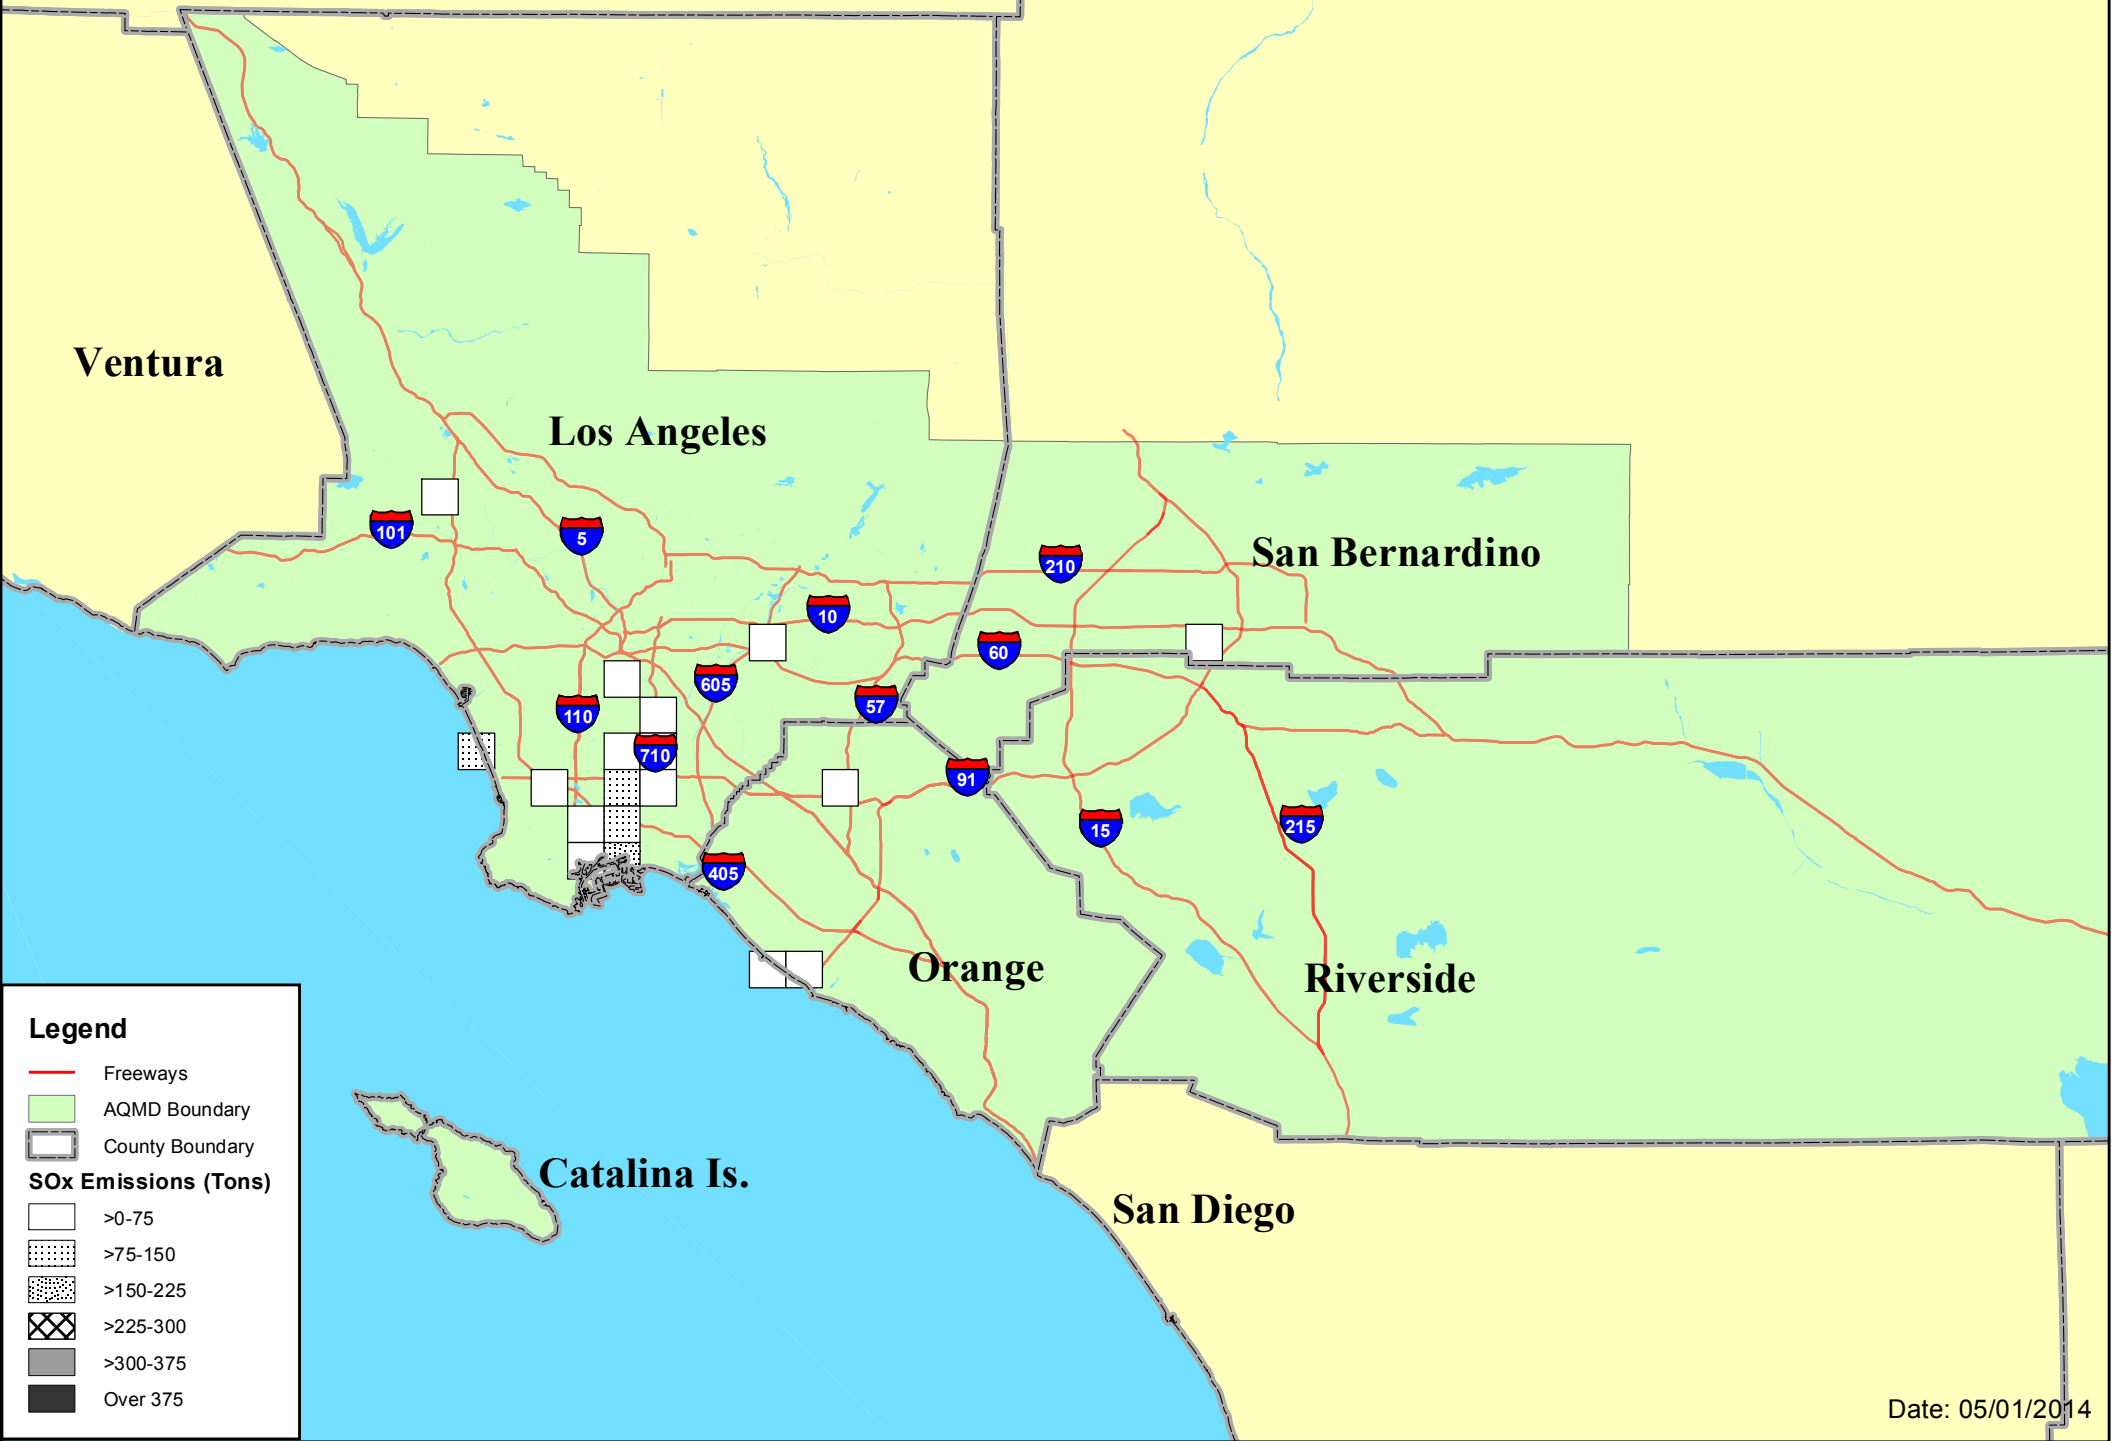 Ventura
Los Angeles
101
5
210
San Bernardino
10
60
605
57
110
710
91
15
215
405
Orange
Riverside
Catalina Is.
San Diego
Legend
Freeways
AQMD Boundary
County Boundary
SOx Emissions (Tons)
>0-75
>75-150
>150-225
>225-300
>300-375
Over 375
Date: 05/01/2014